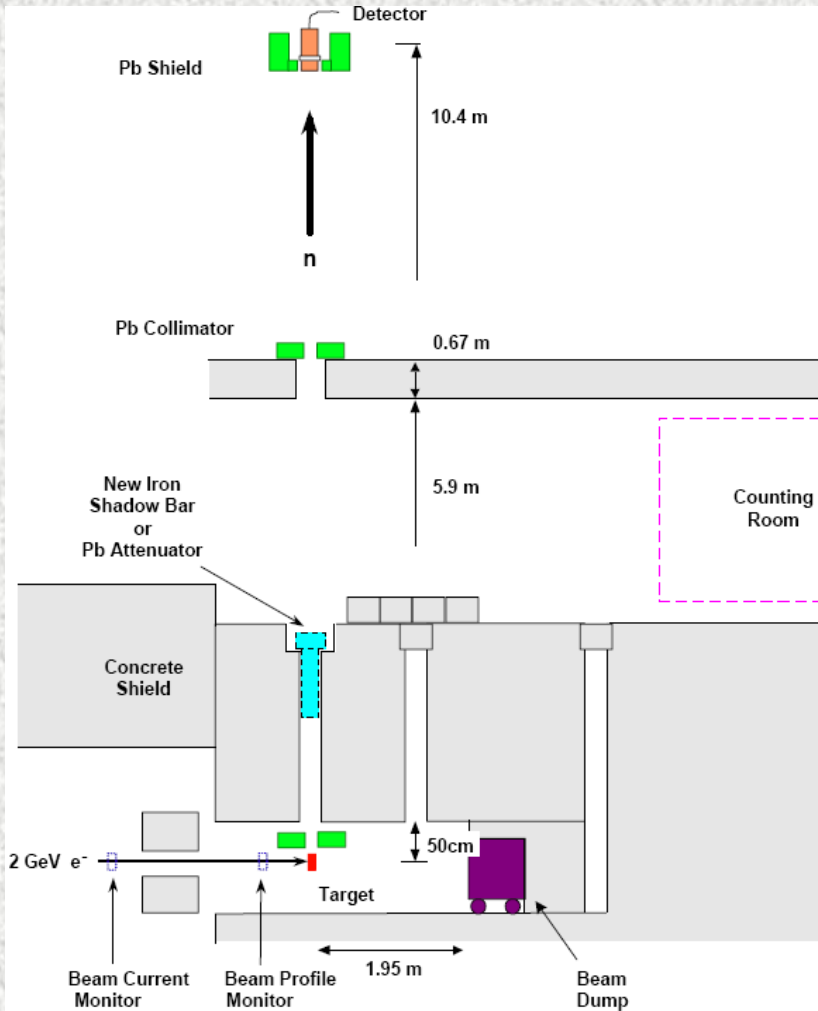 Detector
Pb Shield
10.4 m
n
Pb Collimator
0.67 m
New Iron
Shadow Bar
or
Pb Attenuator
5.9 m
Counting
Room
Concrete
Shield
50cm
2 GeV e⁻
Target
1.95 m
Beam Current
Monitor
Beam Profile
Monitor
Beam
Dump